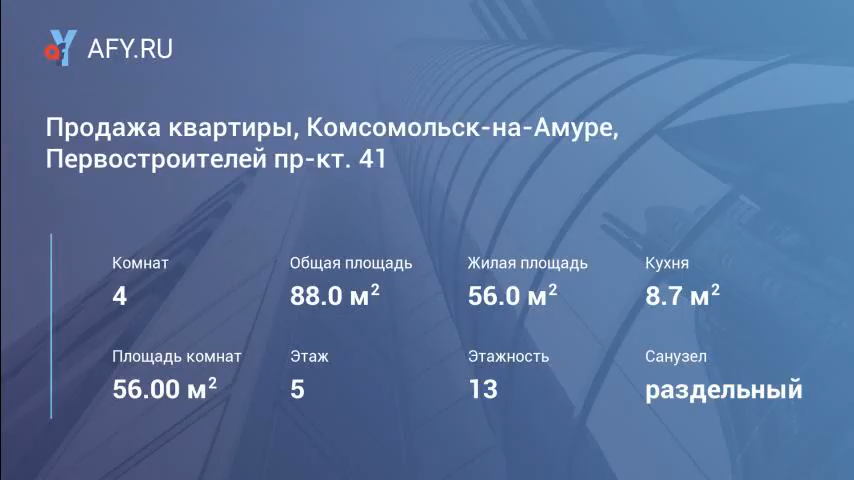 AFY.RU
Продажа квартиры, Комсомольск-на-Амуре,
Первостроителей пр-кт. 41
Комнат Общая площадь Жилая площадь Кухня
4 88.0 м² 56.0 м² 8.7 м²
Площадь комнат Этаж Этажность Санузел
56.00 м² 5 13 раздельный